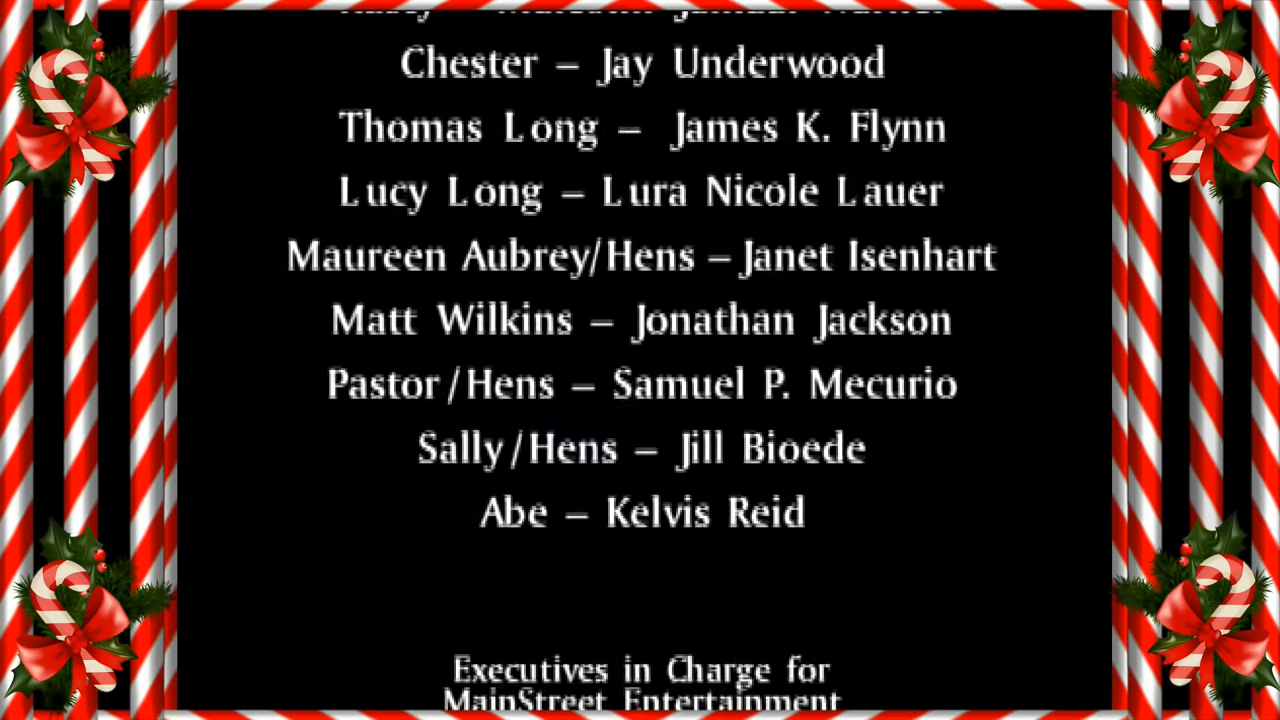 Chester – Jay Underwood
Thomas Long – James K. Flynn
Lucy Long – Lura Nicole Lauer
Maureen Aubrey/Hens – Janet Isenhart
Matt Wilkins – Jonathan Jackson
Pastor/Hens – Samuel P. Mecurio
Sally/Hens – Jill Bioede
Abe – Kelvis Reid
Executives in Charge for
MainStreet Entertainment